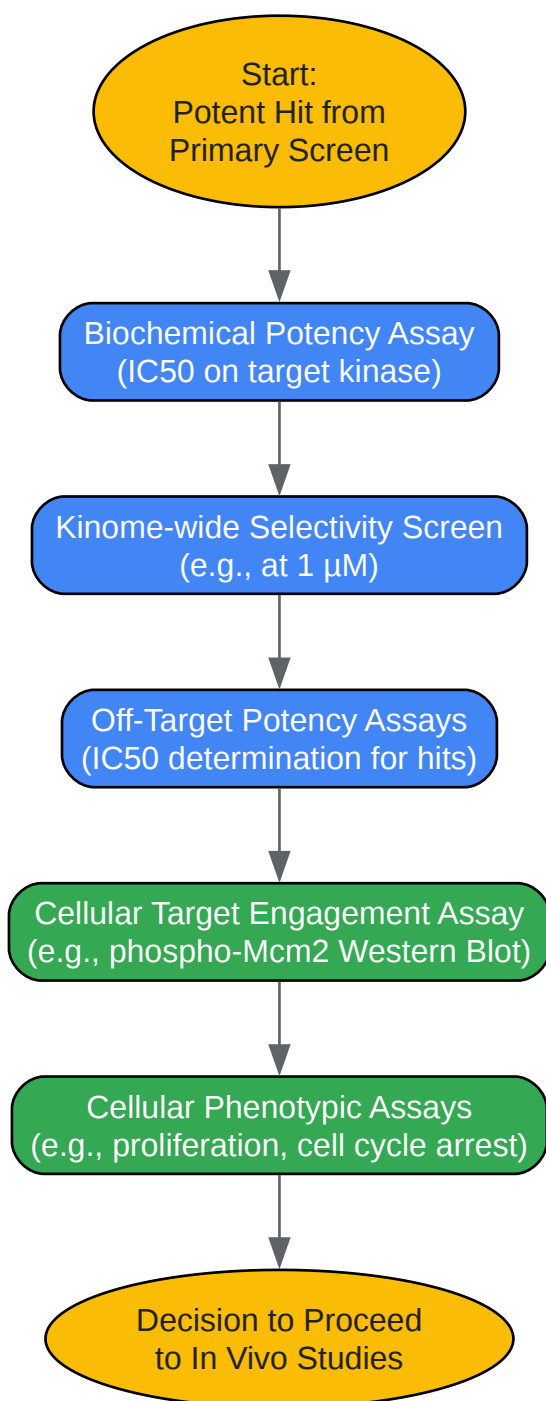 Start:
Potent Hit from
Primary Screen
Biochemical Potency Assay
(IC50 on target kinase)
Kinome-wide Selectivity Screen
(e.g., at 1 µM)
Off-Target Potency Assays
(IC50 determination for hits)
Cellular Target Engagement Assay
(e.g., phospho-Mcm2 Western Blot)
Cellular Phenotypic Assays
(e.g., proliferation, cell cycle arrest)
Decision to Proceed
to In Vivo Studies